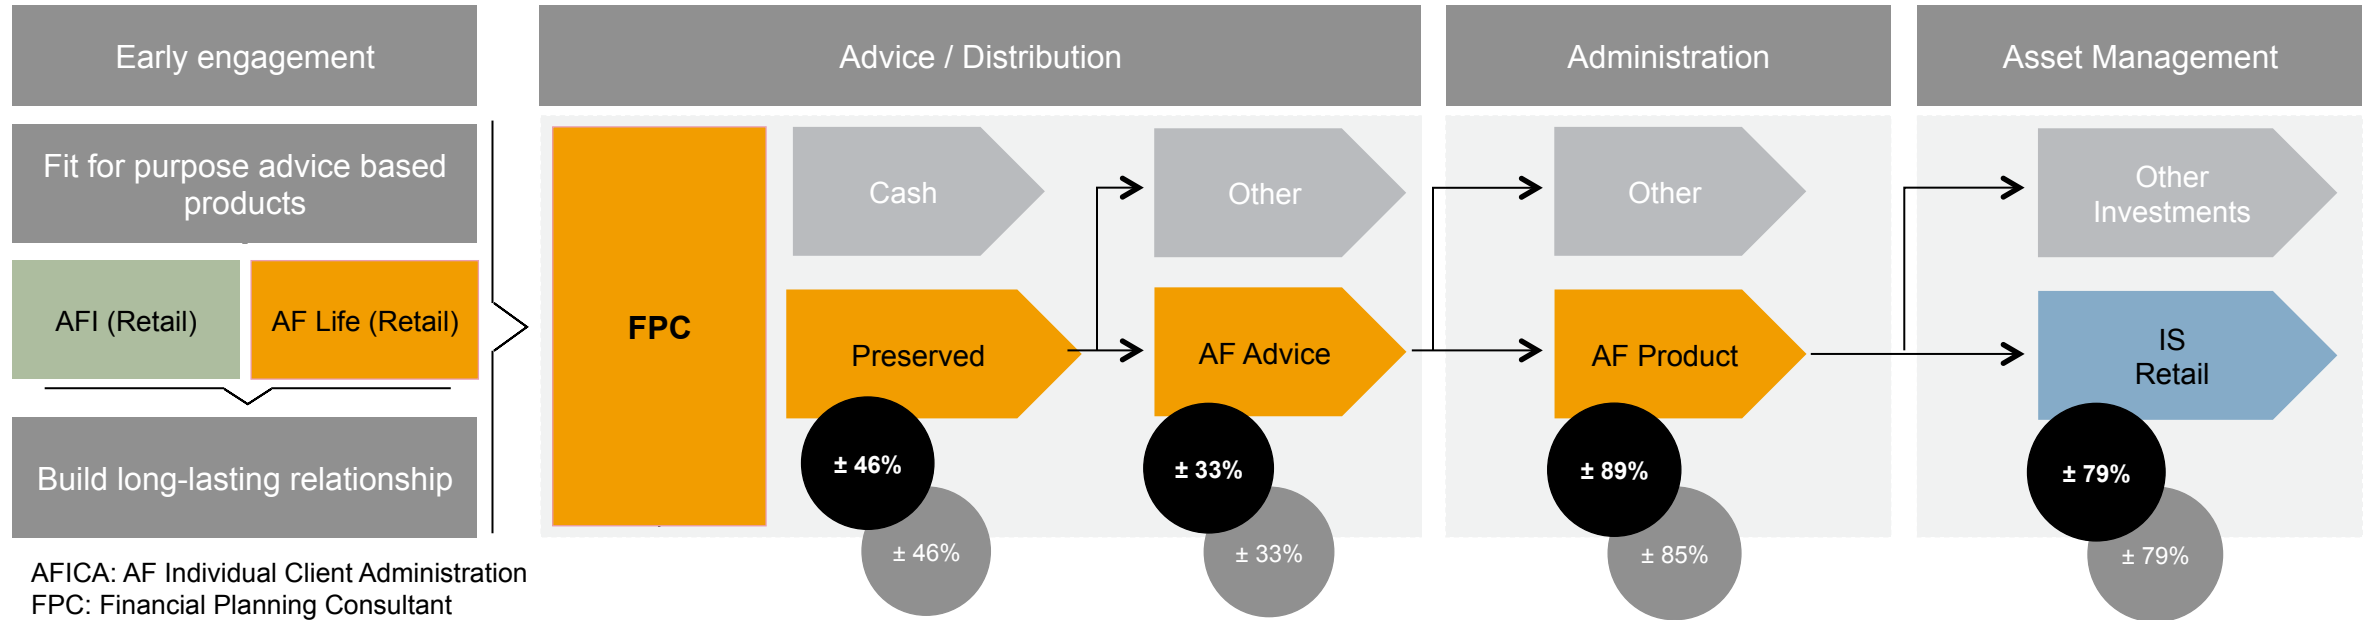 Early engagement
Advice / Distribution
Administration
Asset Management
Fit for purpose advice based
products
AFI (Retail)
AF Life (Retail)
Build long-lasting relationship
FPC
Cash
Other
Other
Other
Investments
Preserved
AF Advice
AF Product
IS
Retail
± 46%
± 33%
± 89%
± 79%
± 46%
± 33%
± 85%
± 79%
AFICA: AF Individual Client Administration
FPC: Financial Planning Consultant